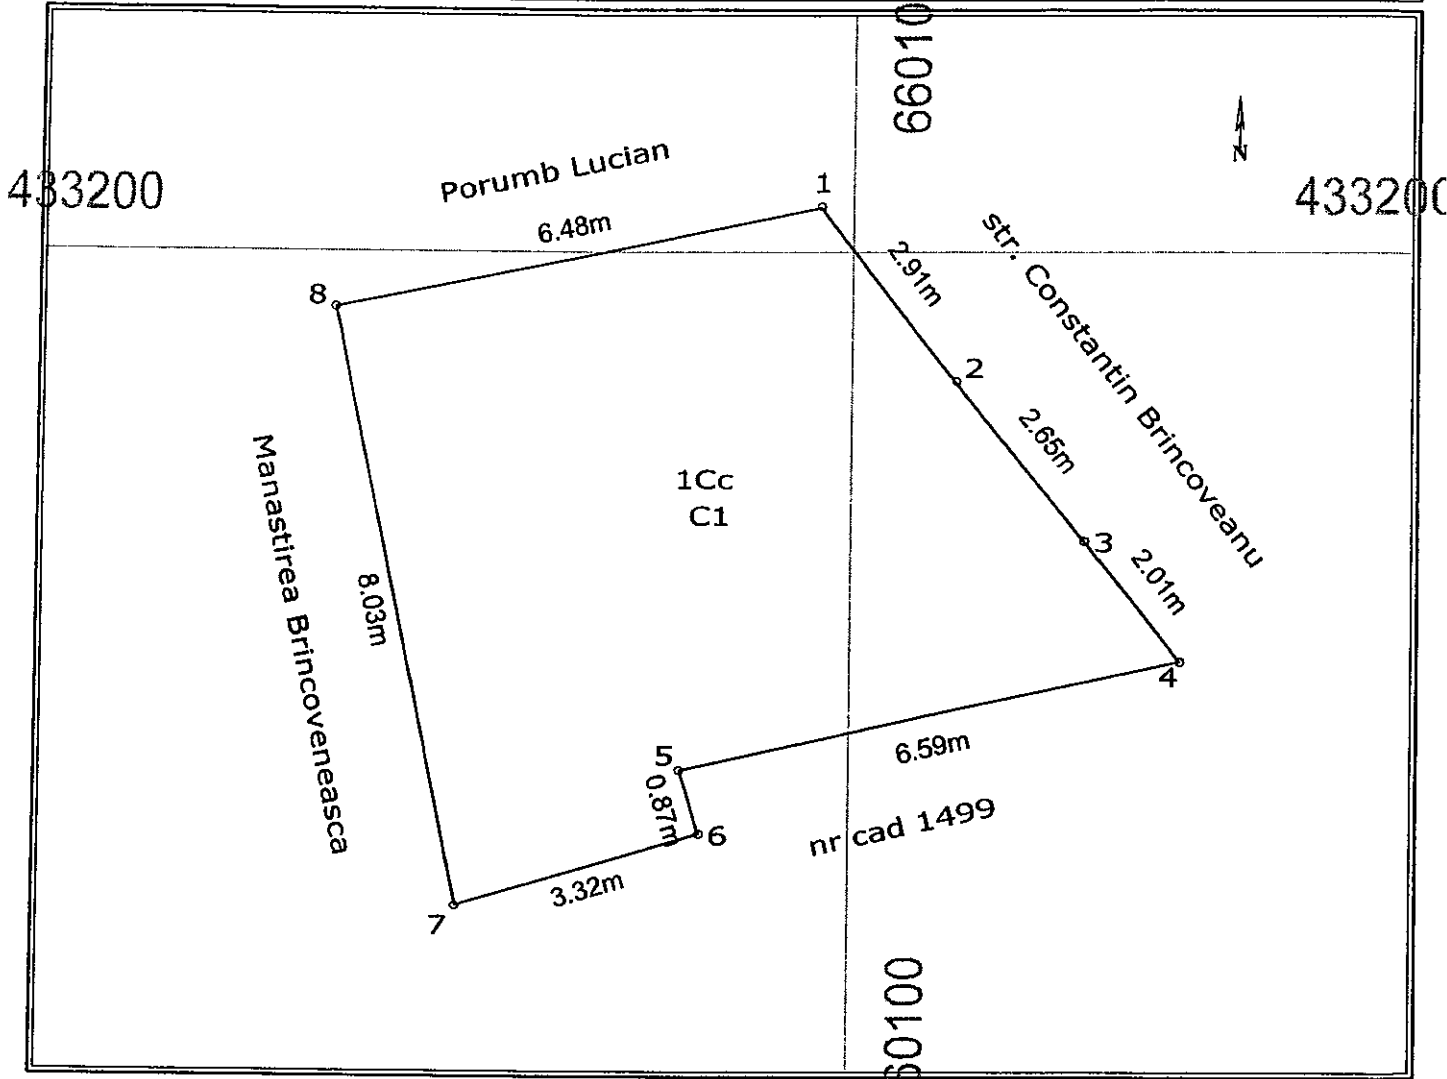 66010
N
433200
433200
Porumb Lucian
1
6.48m
str. Constantin Brincoveanu
2.91m
8
2
2.65m
Manastirea Brincoveneasca
1Cc
C1
3
2.01m
8.03m
4
6.59m
5
0.87m
nr cad 1499
6
3.32m
7
60100